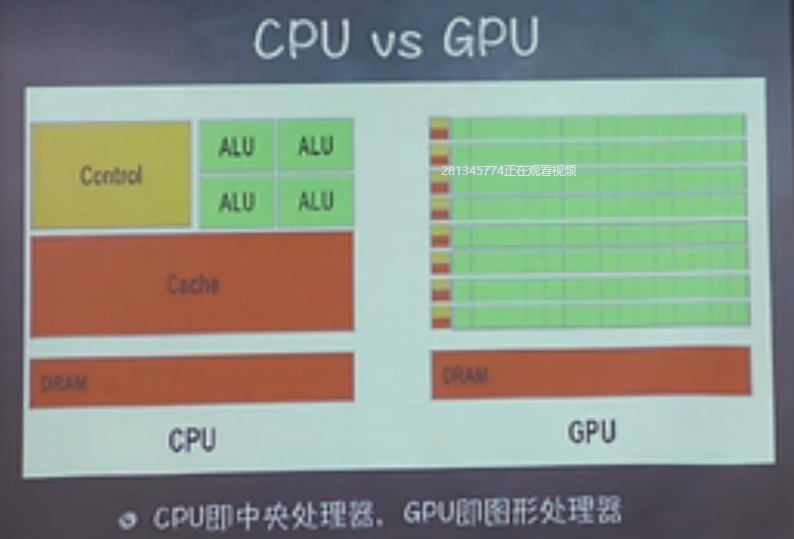 CPU vs GPU
Control
ALU ALU
ALU ALU
Cache
DRAM
CPU
281345774正在观看视频
DRAM
GPU
CPU即中央处理器，GPU即图形处理器